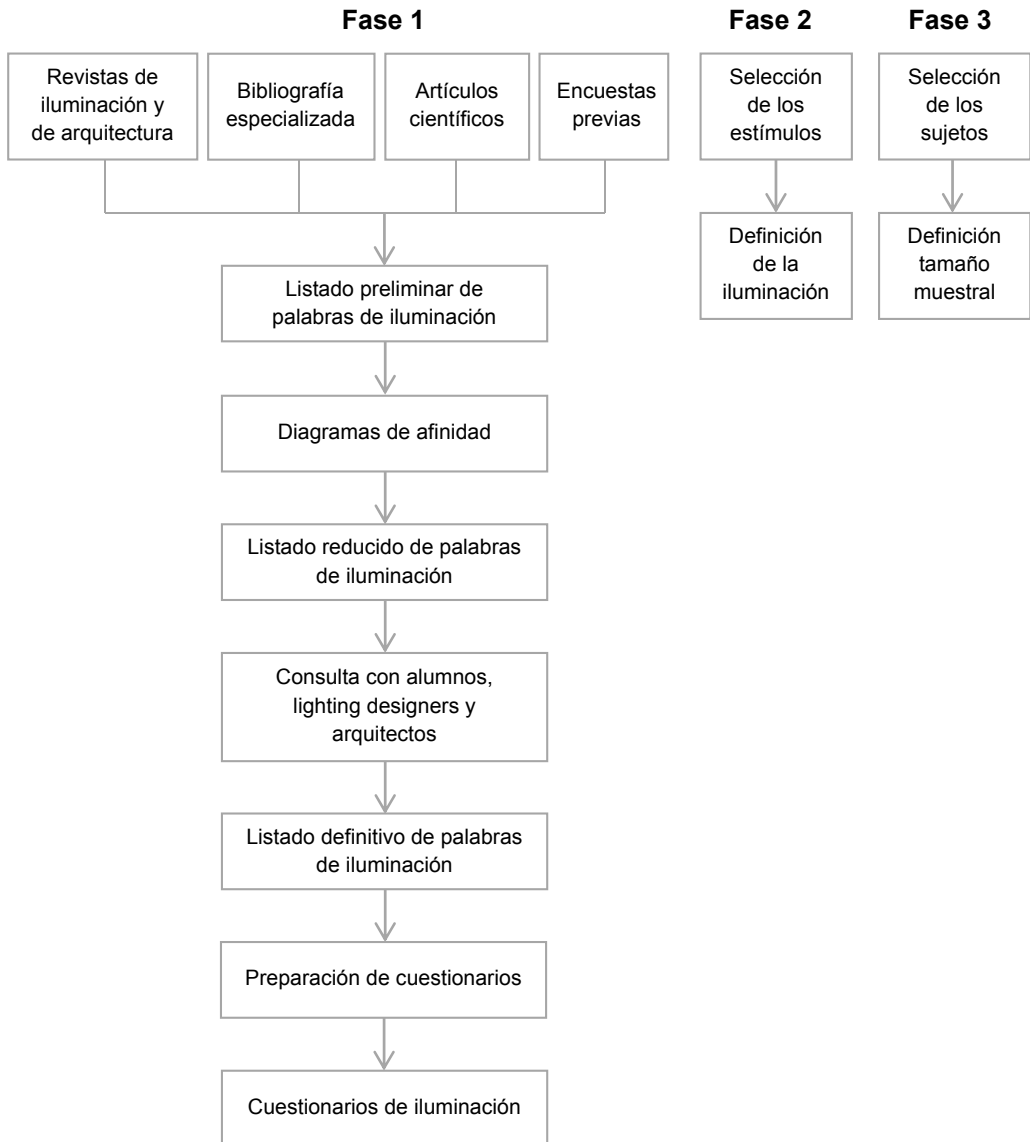 Fase 1
Fase 2
Fase 3
Revistas de
iluminación y
de arquitectura
Bibliografía
especializada
Artículos
científicos
Encuestas
previas
Selección
de los
estímulos
Selección
de los
sujetos
Definición
de la
iluminación
Definición
tamaño
muestral
Listado preliminar de
palabras de iluminación
Diagramas de afinidad
Listado reducido de palabras
de iluminación
Consulta con alumnos,
lighting designers y
arquitectos
Listado definitivo de palabras
de iluminación
Preparación de cuestionarios
Cuestionarios de iluminación